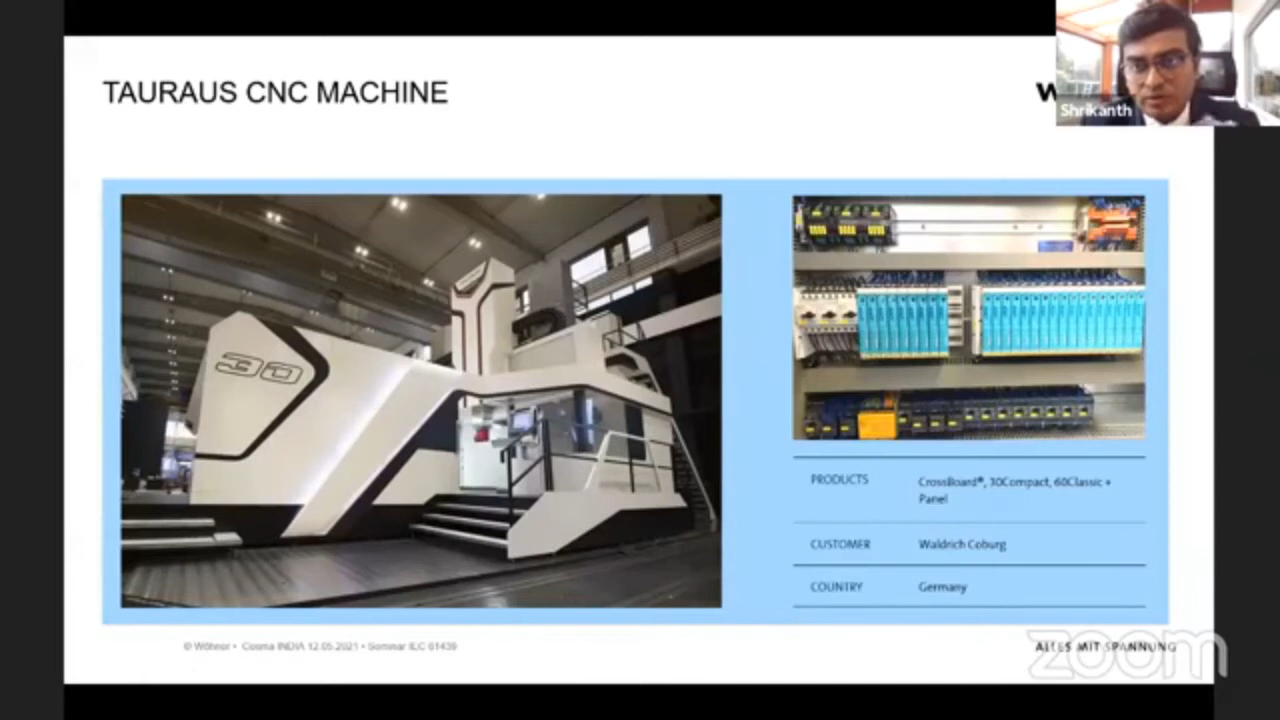 TAURAUS CNC MACHINE
W
Shrikanth
30
PRODUCTS
CrossBoard®, 30Compact, 60Classic +
Panel
CUSTOMER
Waldrich Coburg
COUNTRY
Germany
© Wöhner • Cosma INDIA 12.05.2021 • Seminar IEC 61439
ALLES MIT SPANNUNG
zoom